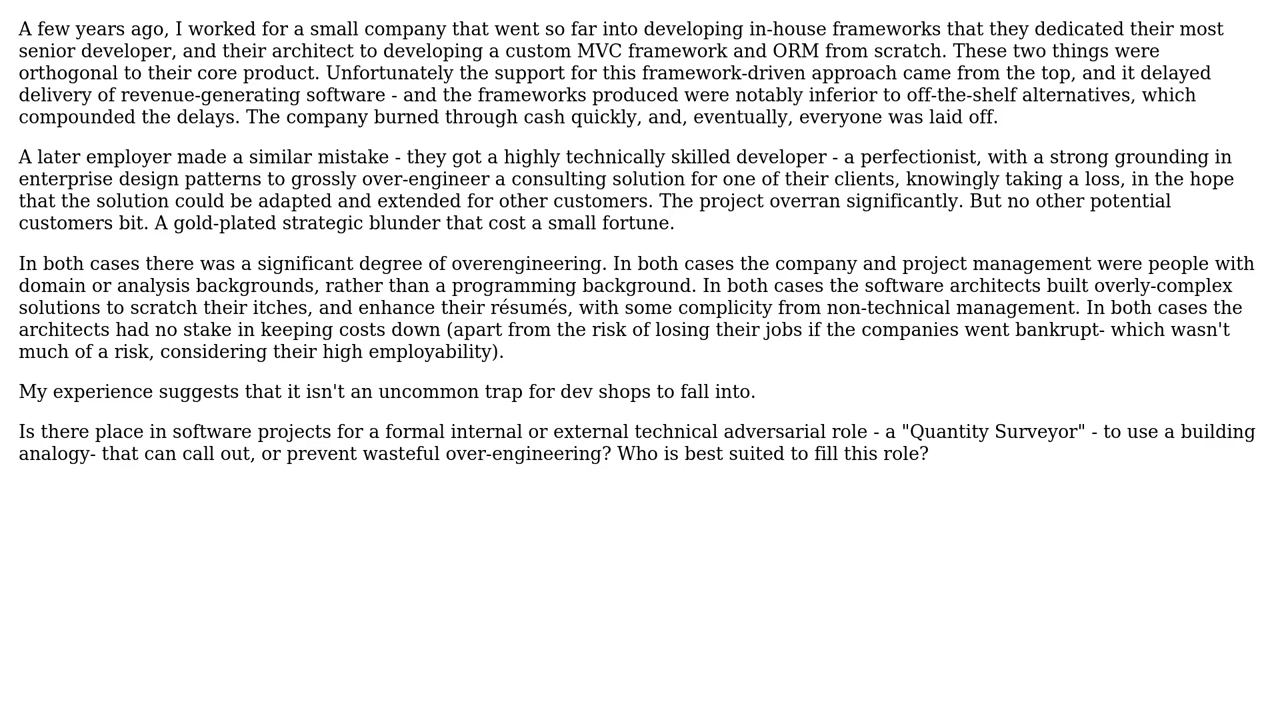 A few years ago, I worked for a small company that went so far into developing in-house frameworks that they dedicated their most
senior developer, and their architect to developing a custom MVC framework and ORM from scratch. These two things were
orthogonal to their core product. Unfortunately the support for this framework-driven approach came from the top, and it delayed
delivery of revenue-generating software - and the frameworks produced were notably inferior to off-the-shelf alternatives, which
compounded the delays. The company burned through cash quickly, and, eventually, everyone was laid off.
A later employer made a similar mistake - they got a highly technically skilled developer - a perfectionist, with a strong grounding in
enterprise design patterns to grossly over-engineer a consulting solution for one of their clients, knowingly taking a loss, in the hope
that the solution could be adapted and extended for other customers. The project overran significantly. But no other potential
customers bit. A gold-plated strategic blunder that cost a small fortune.
In both cases there was a significant degree of overengineering. In both cases the company and project management were people with
domain or analysis backgrounds, rather than a programming background. In both cases the software architects built overly-complex
solutions to scratch their itches, and enhance their résumés, with some complicity from non-technical management. In both cases the
architects had no stake in keeping costs down (apart from the risk of losing their jobs if the companies went bankrupt- which wasn't
much of a risk, considering their high employability).
My experience suggests that it isn't an uncommon trap for dev shops to fall into.
Is there place in software projects for a formal internal or external technical adversarial role - a "Quantity Surveyor" - to use a building
analogy- that can call out, or prevent wasteful over-engineering? Who is best suited to fill this role?